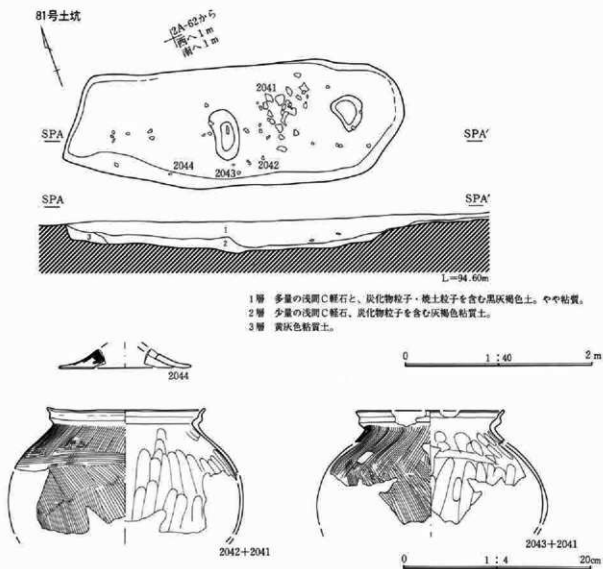 81号土坑
2A-62から
西へ1m
南へ1m
2041
SPA
SPA′
2044
2043
2042
SPA
SPA′
1
3
2
L=94.60m
1層 多量の浅間C軽石と、炭化物粒子・焼土粒子を含む黒灰褐色土。やや粘質。
2層 少量の浅間C軽石、炭化物粒子を含む灰褐色粘質土。
3層 黄灰色粘質土。
2044
0 1:40 2m
2042+2041
2043+2041
0 1:4 20cm